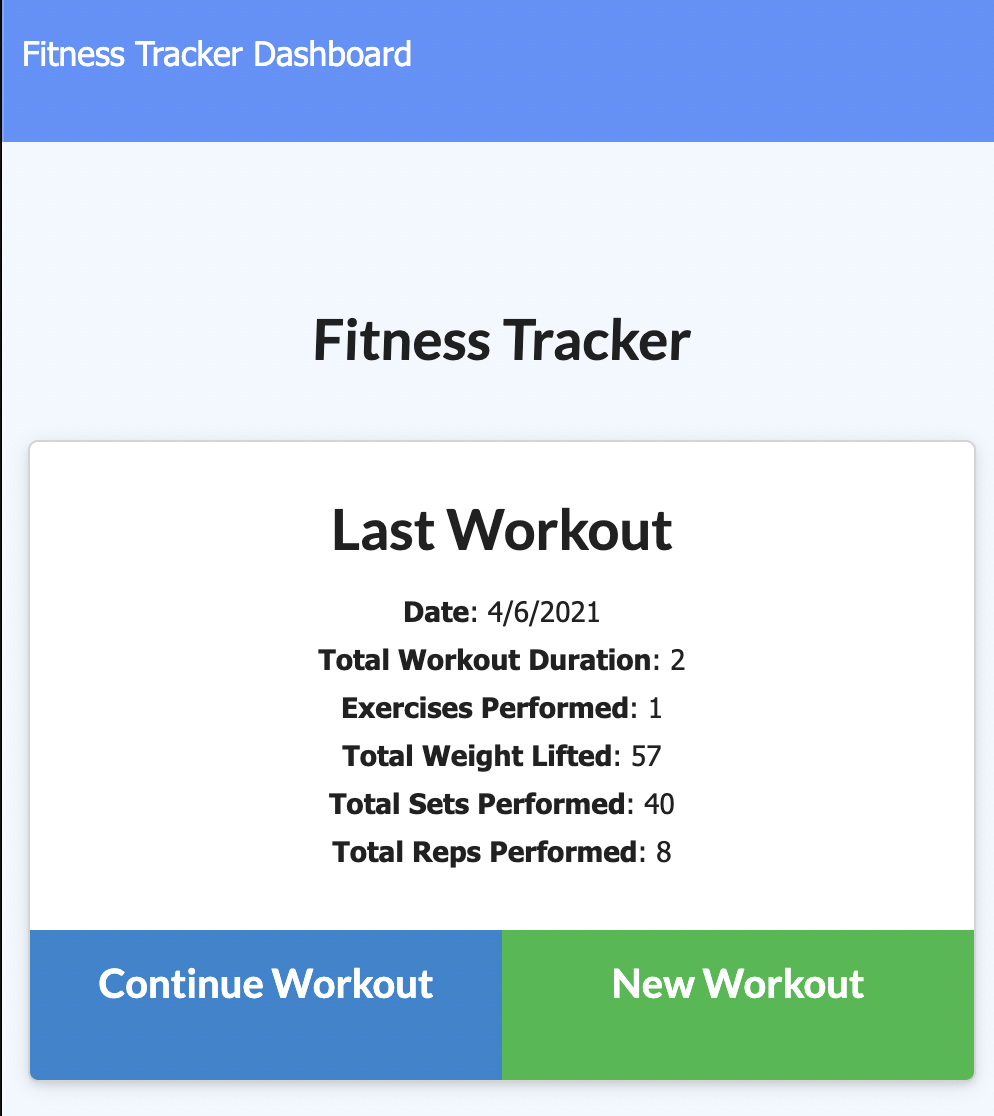 Fitness Tracker Dashboard
Fitness Tracker
Last Workout
Date: 4/6/2021
Total Workout Duration: 2
Exercises Performed: 1
Total Weight Lifted: 57
Total Sets Performed: 40
Total Reps Performed: 8
Continue Workout
New Workout